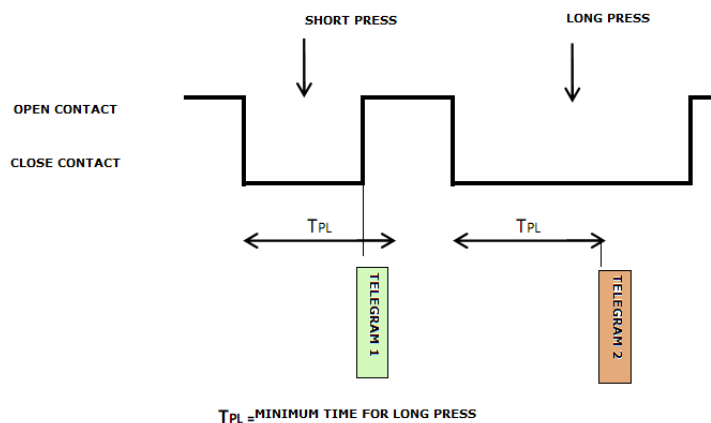 SHORT PRESS
LONG PRESS
OPEN CONTACT
CLOSE CONTACT
TPL
TPL
TELEGRAM 1
TELEGRAM 2
TPL =MINIMUM TIME FOR LONG PRESS